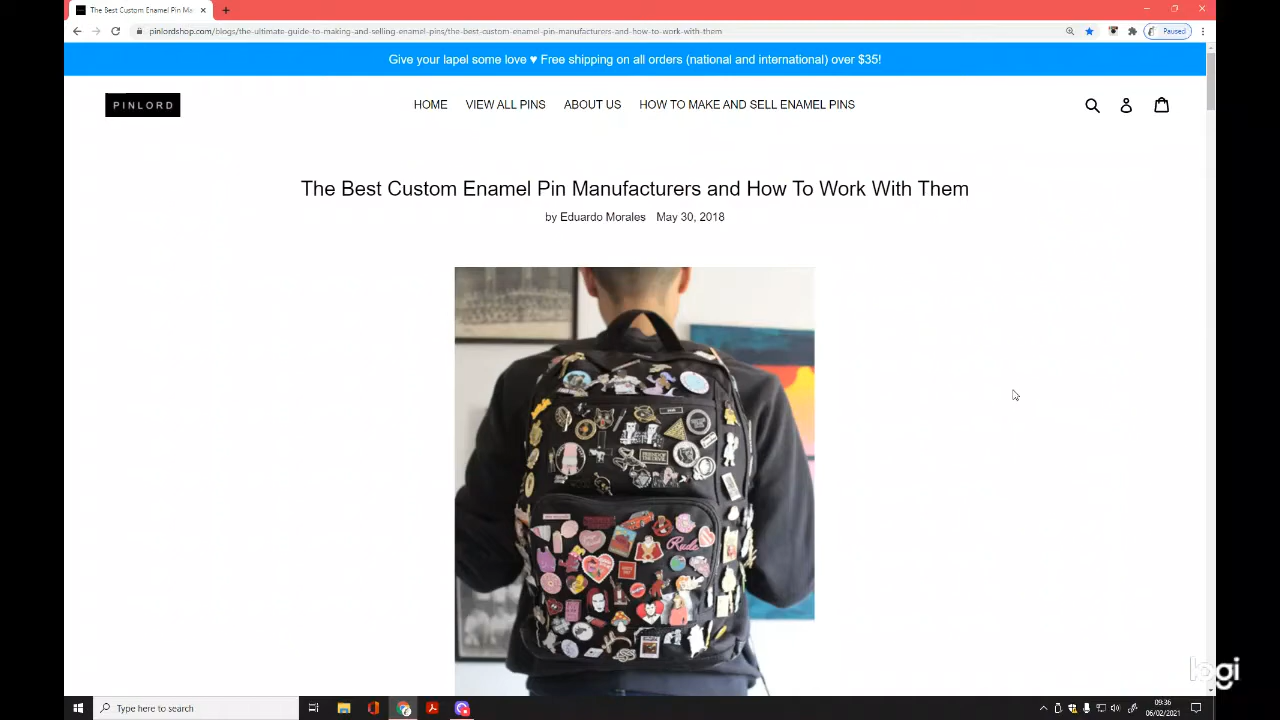 The Best Custom Enamel Pin Ma
pinlordshop.com/blogs/the-ultimate-guide-to-making-and-selling-enamel-pins/the-best-custom-enamel-pin-manufacturers-and-how-to-work-with-them
Paused
Give your lapel some love ♥ Free shipping on all orders (national and international) over $35!
PINLORD
HOME
VIEW ALL PINS
ABOUT US
HOW TO MAKE AND SELL ENAMEL PINS
The Best Custom Enamel Pin Manufacturers and How To Work With Them
by Eduardo Morales May 30, 2018
Rude
logi
Type here to search
09:36
06/02/2021